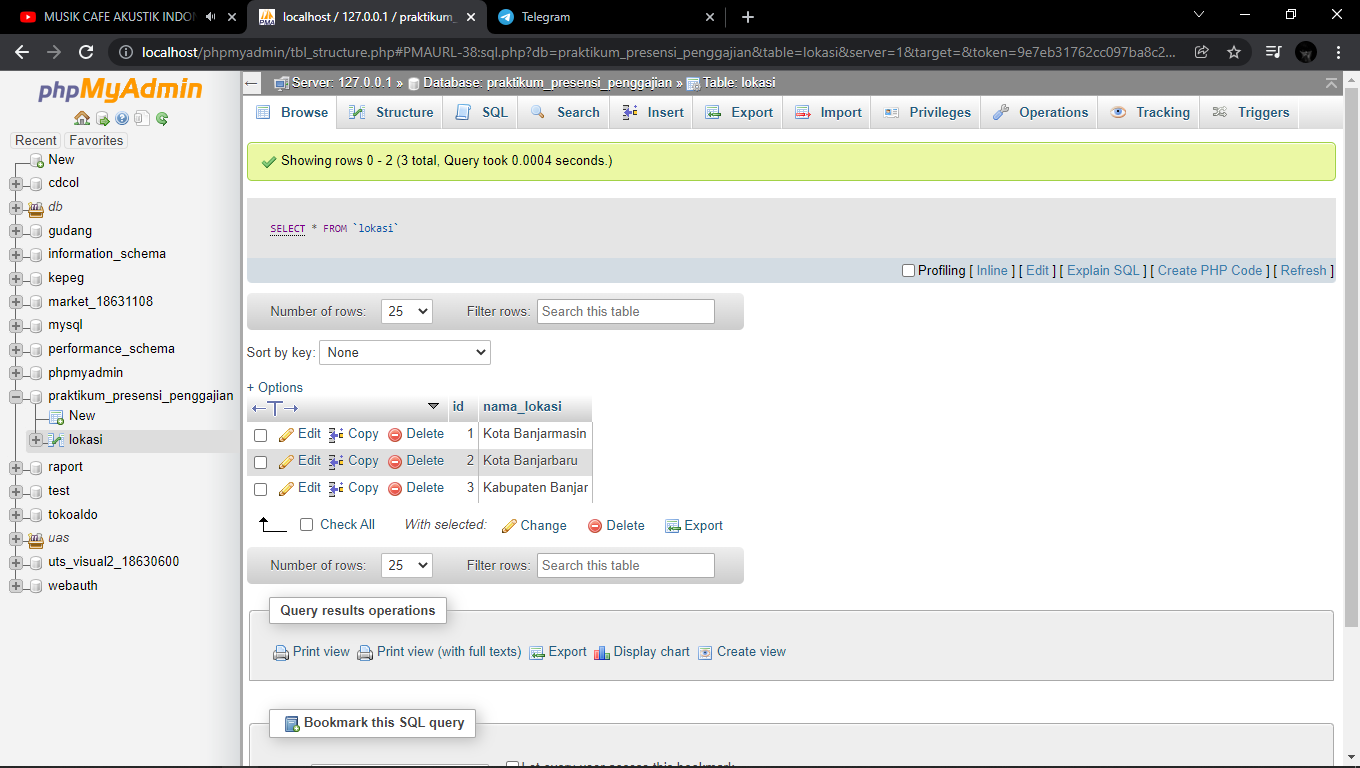 MUSIK CAFE AKUSTIK INDON
localhost / 127.0.0.1 / praktikum_
Telegram
localhost/phpmyadmin/tbl_structure.php#PMAURL-38:sql.php?db=praktikum_presensi_penggajian&table=lokasi&server=1&target=&token=9e7eb31762cc097ba8c2...
phpMyAdmin
Recent Favorites
New
cdcol
db
gudang
information_schema
kepeg
market_18631108
mysql
performance_schema
phpmyadmin
praktikum_presensi_penggajian
New
lokasi
raport
test
tokoaldo
uas
uts_visual2_18630600
webauth
Server: 127.0.0.1 » Database: praktikum_presensi_penggajian » Table: lokasi
Browse Structure SQL Search Insert Export Import Privileges Operations Tracking Triggers
Showing rows 0 - 2 (3 total, Query took 0.0004 seconds.)
SELECT * FROM `lokasi`
Profiling [ Inline ] [ Edit ] [ Explain SQL ] [ Create PHP Code ] [ Refresh ]
Number of rows: 25 Filter rows: Search this table
Sort by key: None
+ Options
←T→ id nama_lokasi
Edit Copy Delete 1 Kota Banjarmasin
Edit Copy Delete 2 Kota Banjarbaru
Edit Copy Delete 3 Kabupaten Banjar
Check All With selected: Change Delete Export
Number of rows: 25 Filter rows: Search this table
Query results operations
Print view Print view (with full texts) Export Display chart Create view
Bookmark this SQL query
Let every user access this bookmark